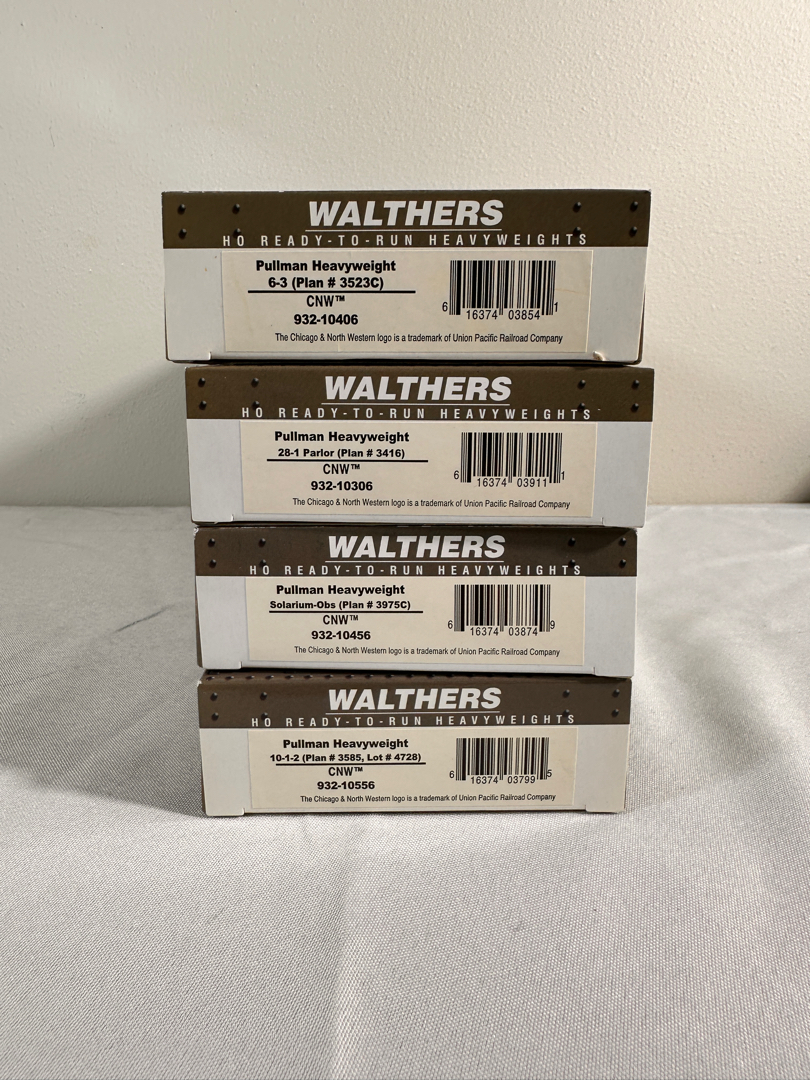 WALTHERS
HO READY-TO-RUN HEAVYWEIGHTS
Pullman Heavyweight
6-3 (Plan # 3523C)
CNW™
932-10406
6 16374 03854 1
The Chicago & North Western logo is a trademark of Union Pacific Railroad Company
WALTHERS
HO READY-TO-RUN HEAVYWEIGHTS
Pullman Heavyweight
28-1 Parlor (Plan # 3416)
CNW™
932-10306
6 16374 03911 1
The Chicago & North Western logo is a trademark of Union Pacific Railroad Company
WALTHERS
HO READY-TO-RUN HEAVYWEIGHTS
Pullman Heavyweight
Solarium-Obs (Plan # 3975C)
CNW™
932-10456
6 16374 03874 9
The Chicago & North Western logo is a trademark of Union Pacific Railroad Company
WALTHERS
HO READY-TO-RUN HEAVYWEIGHTS
Pullman Heavyweight
10-1-2 (Plan # 3585, Lot # 4728)
CNW™
932-10556
6 16374 03799 5
The Chicago & North Western logo is a trademark of Union Pacific Railroad Company